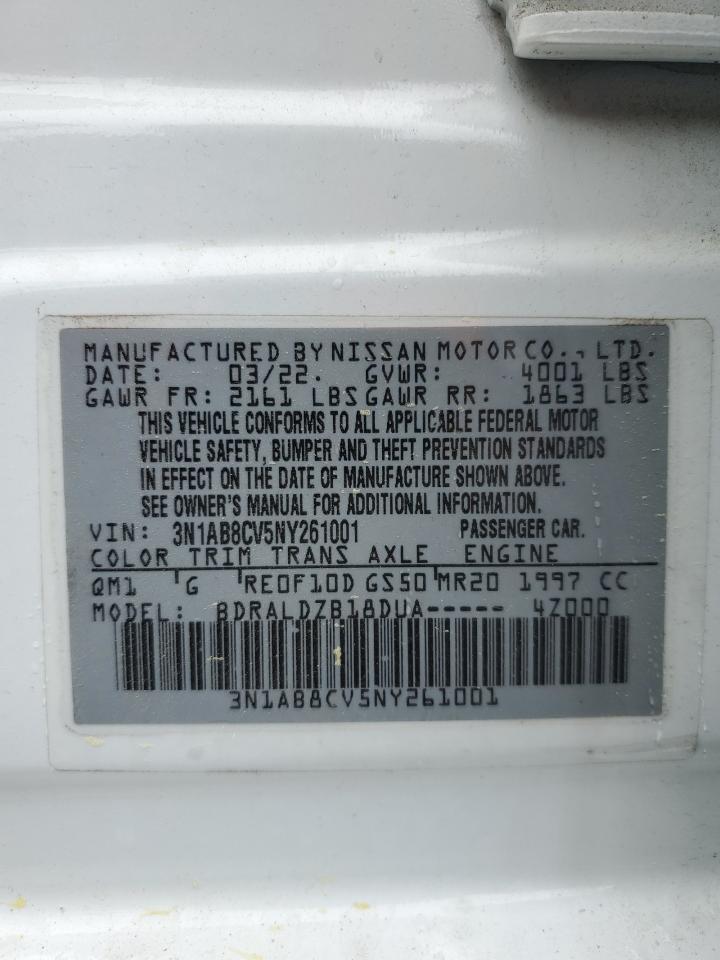 MANUFACTURED BY NISSAN MOTOR CO., LTD.
DATE: 03/22. GVWR: 4001 LBS
GAWR FR: 2161 LBS GAWR RR: 1863 LBS
THIS VEHICLE CONFORMS TO ALL APPLICABLE FEDERAL MOTOR
VEHICLE SAFETY, BUMPER AND THEFT PREVENTION STANDARDS
IN EFFECT ON THE DATE OF MANUFACTURE SHOWN ABOVE.
SEE OWNER'S MANUAL FOR ADDITIONAL INFORMATION.
VIN: 3N1AB8CV5NY261001 PASSENGER CAR.
COLOR TRIM TRANS AXLE ENGINE
QM1 G RE0F10D GS50 MR20 1997 CC
MODEL: BDRALDZB18DUA----- 4Z000
3N1AB8CV5NY261001